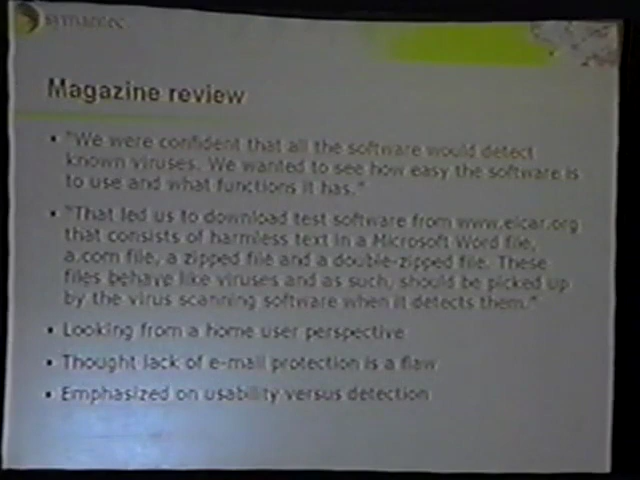 symantec.
Magazine review
• "We were confident that all the software would detect
known viruses. We wanted to see how easy the software is
to use and what functions it has."
• "That led us to download test software from www.eicar.org
that consists of harmless text in a Microsoft Word file,
a.com file, a zipped file and a double-zipped file. These
files behave like viruses and as such, should be picked up
by the virus scanning software when it detects them."
• Looking from a home user perspective
• Thought lack of e-mail protection is a flaw
• Emphasized on usability versus detection